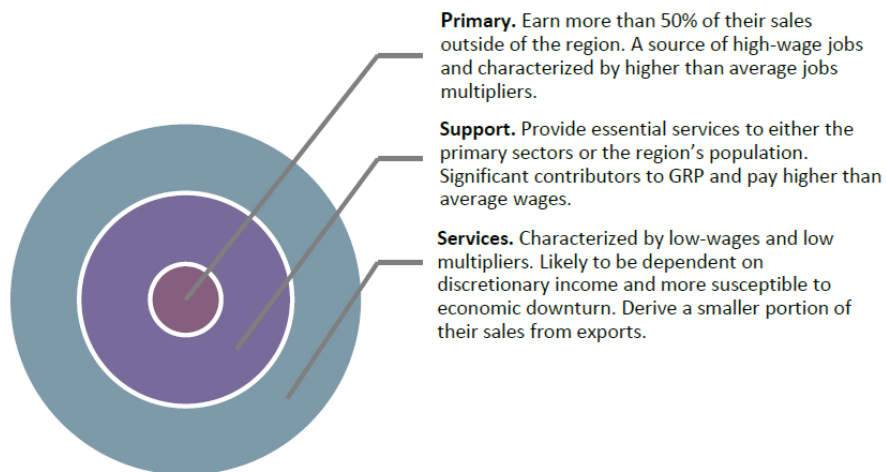 Primary. Earn more than 50% of their sales
outside of the region. A source of high-wage jobs
and characterized by higher than average jobs
multipliers.
Support. Provide essential services to either the
primary sectors or the region's population.
Significant contributors to GRP and pay higher than
average wages.
Services. Characterized by low-wages and low
multipliers. Likely to be dependent on
discretionary income and more susceptible to
economic downturn. Derive a smaller portion of
their sales from exports.